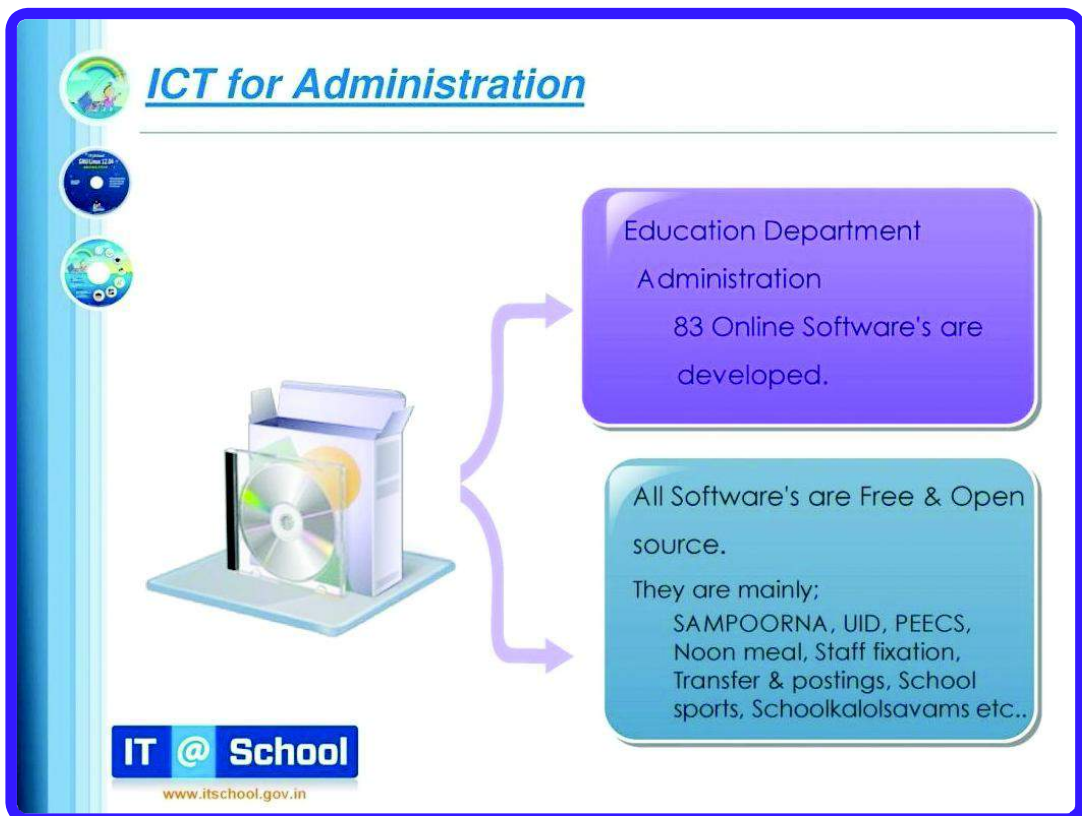 ICT for Administration
Education Department
Administration
83 Online Software's are
developed.
All Software's are Free & Open
source.
They are mainly;
SAMPOORNA, UID, PEECS,
Noon meal, Staff fixation,
Transfer & postings, School
sports, Schoolkalolsavams etc..
IT @ School
www.itschool.gov.in